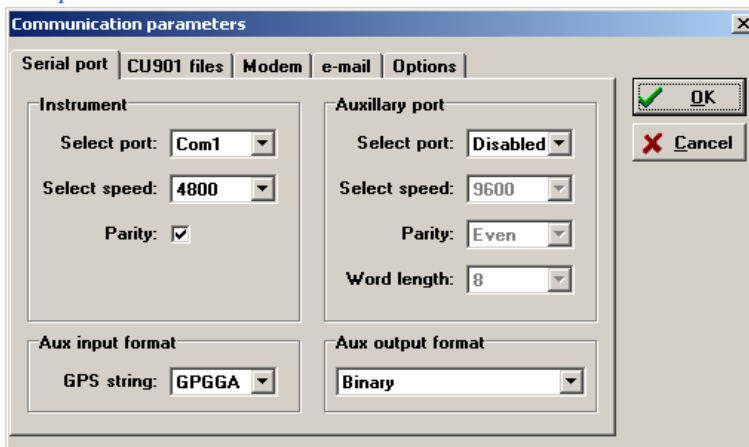 Communication parameters
Serial port CU901 files Modem e-mail Options
Instrument
Select port: Com1
Select speed: 4800
Parity:
Auxillary port
Select port: Disabled
Select speed: 9600
Parity: Even
Word length: 8
Aux input format
GPS string: GPGGA
Aux output format
Binary
OK
Cancel